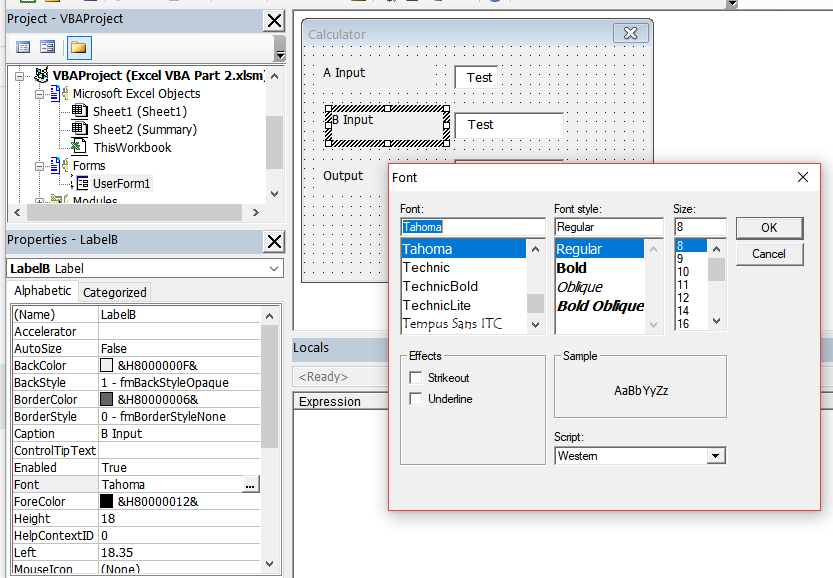 Project - VBAProject
VBAProject (Excel VBA Part 2.xlsm)
Microsoft Excel Objects
Sheet1 (Sheet1)
Sheet2 (Summary)
ThisWorkbook
Forms
UserForm1
Modules
Properties - LabelB
LabelB Label
Alphabetic Categorized
(Name) LabelB
Accelerator
AutoSize False
BackColor &H8000000F&
BackStyle 1 - fmBackStyleOpaque
BorderColor &H80000006&
BorderStyle 0 - fmBorderStyleNone
Caption B Input
ControlTipText
Enabled True
Font Tahoma ...
ForeColor &H80000012&
Height 18
HelpContextID 0
Left 18.35
MouseIcon (None)
Calculator
A Input Test
B Input Test
Output
Locals
<Ready>
Expression
Font
Font: Font style: Size:
Tahoma Regular 8
Tahoma
Technic
TechnicBold
TechnicLite
Tempus Sans ITC
Regular
Bold
Oblique
Bold Oblique
8
9
10
11
12
14
16
OK
Cancel
Effects
Strikeout
Underline
Sample
AaBbYyZz
Script:
Western